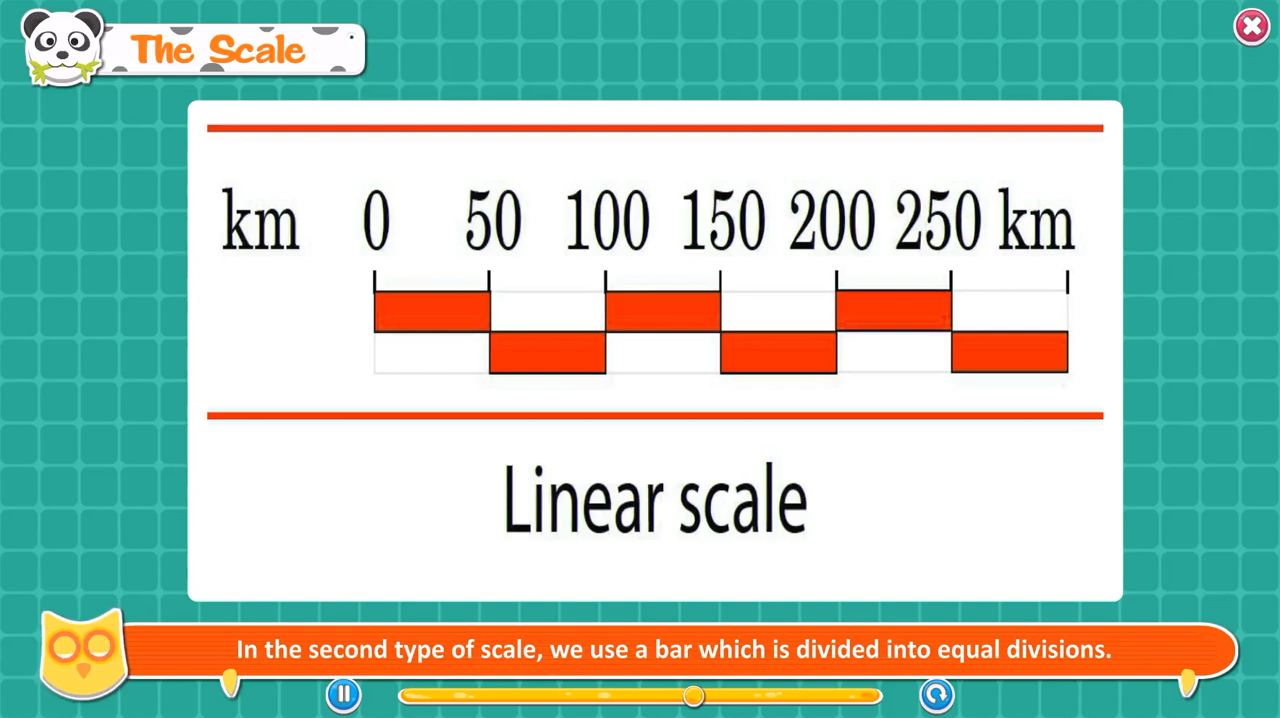 The Scale
km 0 50 100 150 200 250 km
Linear scale
In the second type of scale, we use a bar which is divided into equal divisions.